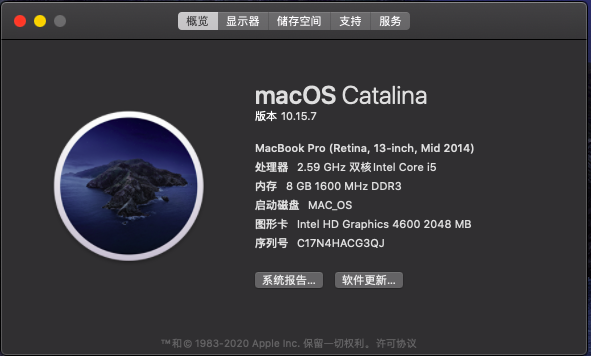 概览 显示器 储存空间 支持 服务
macOS Catalina
版本 10.15.7
MacBook Pro (Retina, 13-inch, Mid 2014)
处理器 2.59 GHz 双核Intel Core i5
内存 8 GB 1600 MHz DDR3
启动磁盘 MAC_OS
图形卡 Intel HD Graphics 4600 2048 MB
序列号 C17N4HACG3QJ
系统报告... 软件更新...
™和© 1983-2020 Apple Inc. 保留一切权利。许可协议